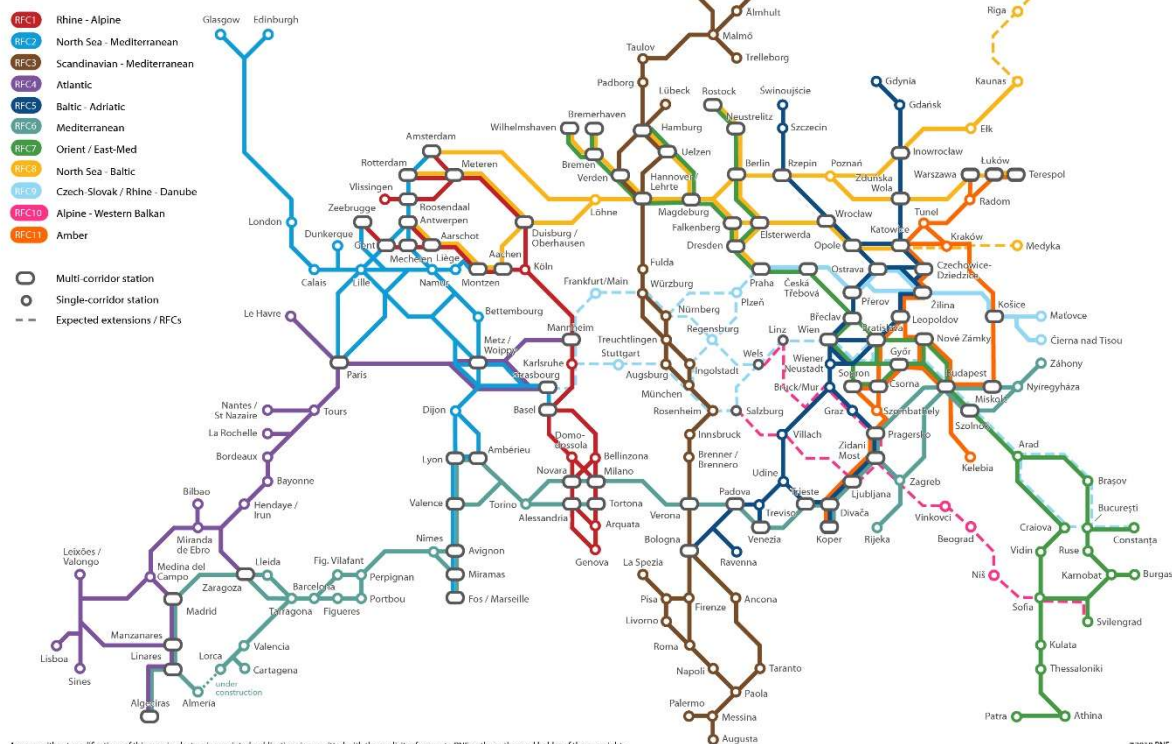 RFC1 Rhine - Alpine
RFC2 North Sea - Mediterranean
RFC3 Scandinavian - Mediterranean
RFC4 Atlantic
RFC5 Baltic - Adriatic
RFC6 Mediterranean
RFC7 Orient / East-Med
RFC8 North Sea - Baltic
RFC9 Czech-Slovak / Rhine - Danube
RFC10 Alpine - Western Balkan
RFC11 Amber
Multi-corridor station
Single-corridor station
Expected extensions / RFCs
Glasgow
Edinburgh
Älmhult
Riga
Malmö
Taulov
Trelleborg
Padborg
Lübeck
Rostock
Świnoujście
Gdynia
Kaunas
Gdańsk
Bremerhaven
Wilhelmshaven
Hamburg
Neustrelitz
Szczecin
Ełk
Amsterdam
Bremen
Uelzen
Inowrocław
Rotterdam
Meteren
Verden
Hannover/
Lehrte
Berlin
Rzepin
Poznań
Zduńska
Wola
Warszawa
Łuków
Terespol
Vlissingen
Roosendaal
Löhne
Magdeburg
Radom
Zeebrugge
Antwerpen
Falkenberg
Wrocław
Tunel
London
Dunkerque
Gent
Aarschot
Duisburg /
Oberhausen
Elsterwerda
Katowice
Kraków
Mechelen
Liège
Aachen
Dresden
Opole
Medyka
Calais
Lille
Namur
Montzen
Köln
Fulda
Praha
Česká
Třebová
Ostrava
Czechowice-
Dziedzice
Frankfurt/Main
Würzburg
Plzeň
Přerov
Žilina
Košice
Le Havre
Bettembourg
Mannheim
Nürnberg
Břeclav
Leopoldov
Maťovce
Regensburg
Linz
Wien
Bratislava
Nové Zámky
Čierna nad Tisou
Metz /
Woippy
Karlsruhe
Treuchtlingen
Stuttgart
Wels
Wiener
Neustadt
Győr
Paris
Strasbourg
Augsburg
Ingolstadt
Sopron
Csorna
Budapest
Záhony
Nyíregyháza
Miskolc
München
Bruck/Mur
Nantes /
St Nazaire
Tours
Dijon
Basel
Rosenheim
Salzburg
Graz
Szombathely
Szolnok
La Rochelle
Innsbruck
Villach
Pragersko
Bordeaux
Lyon
Ambérieu
Domo-
dossola
Bellinzona
Brenner /
Brennero
Zidani
Most
Kelebia
Arad
Bayonne
Novara
Milano
Udine
Zagreb
Brașov
Bilbao
Hendaye /
Irun
Valence
Torino
Alessandria
Tortona
Verona
Padova
Treviso
Trieste
Ljubljana
Divača
Vinkovci
București
Miranda
de Ebro
Nîmes
Arquata
Bologna
Venezia
Koper
Rijeka
Beograd
Craiova
Constanța
Leixões /
Valongo
Avignon
Genova
Ravenna
Vidin
Ruse
Medina del
Campo
Zaragoza
Lleida
Fig. Vilafant
Perpignan
Miramas
La Spezia
Niš
Karnobat
Burgas
Barcelona
Madrid
Tarragona
Figueres
Portbou
Fos / Marseille
Pisa
Firenze
Ancona
Sofia
Livorno
Svilengrad
Manzanares
Valencia
Roma
Kulata
Lisboa
Linares
Lorca
Cartagena
Napoli
Taranto
Thessaloniki
Sines
under
construction
Paola
Algeciras
Almería
Palermo
Messina
Patra
Athina
Augusta